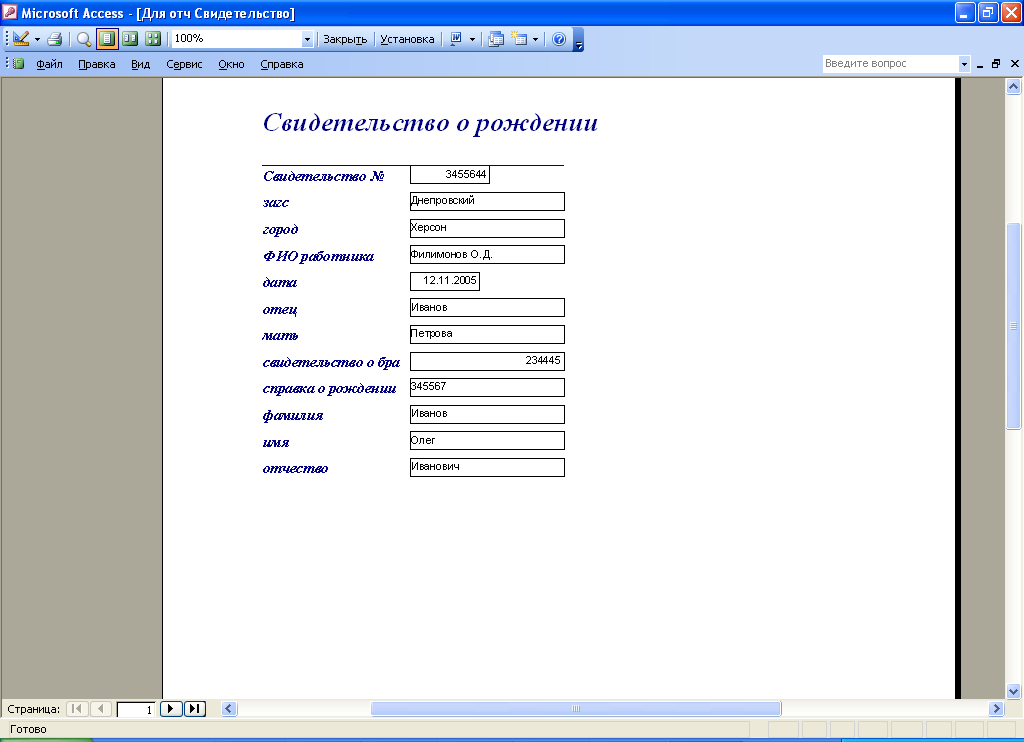 Microsoft Access - [Для отч Свидетельство]
100% Закрыть Установка
Файл Правка Вид Сервис Окно Справка Введите вопрос
Свидетельство о рождении
Свидетельство № 3455644
загс Днепровский
город Херсон
ФИО работника Филимонов О.Д.
дата 12.11.2005
отец Иванов
мать Петрова
свидетельство о бра 234445
справка о рождении 345567
фамилия Иванов
имя Олег
отчество Иванович
Страница: 1
Готово